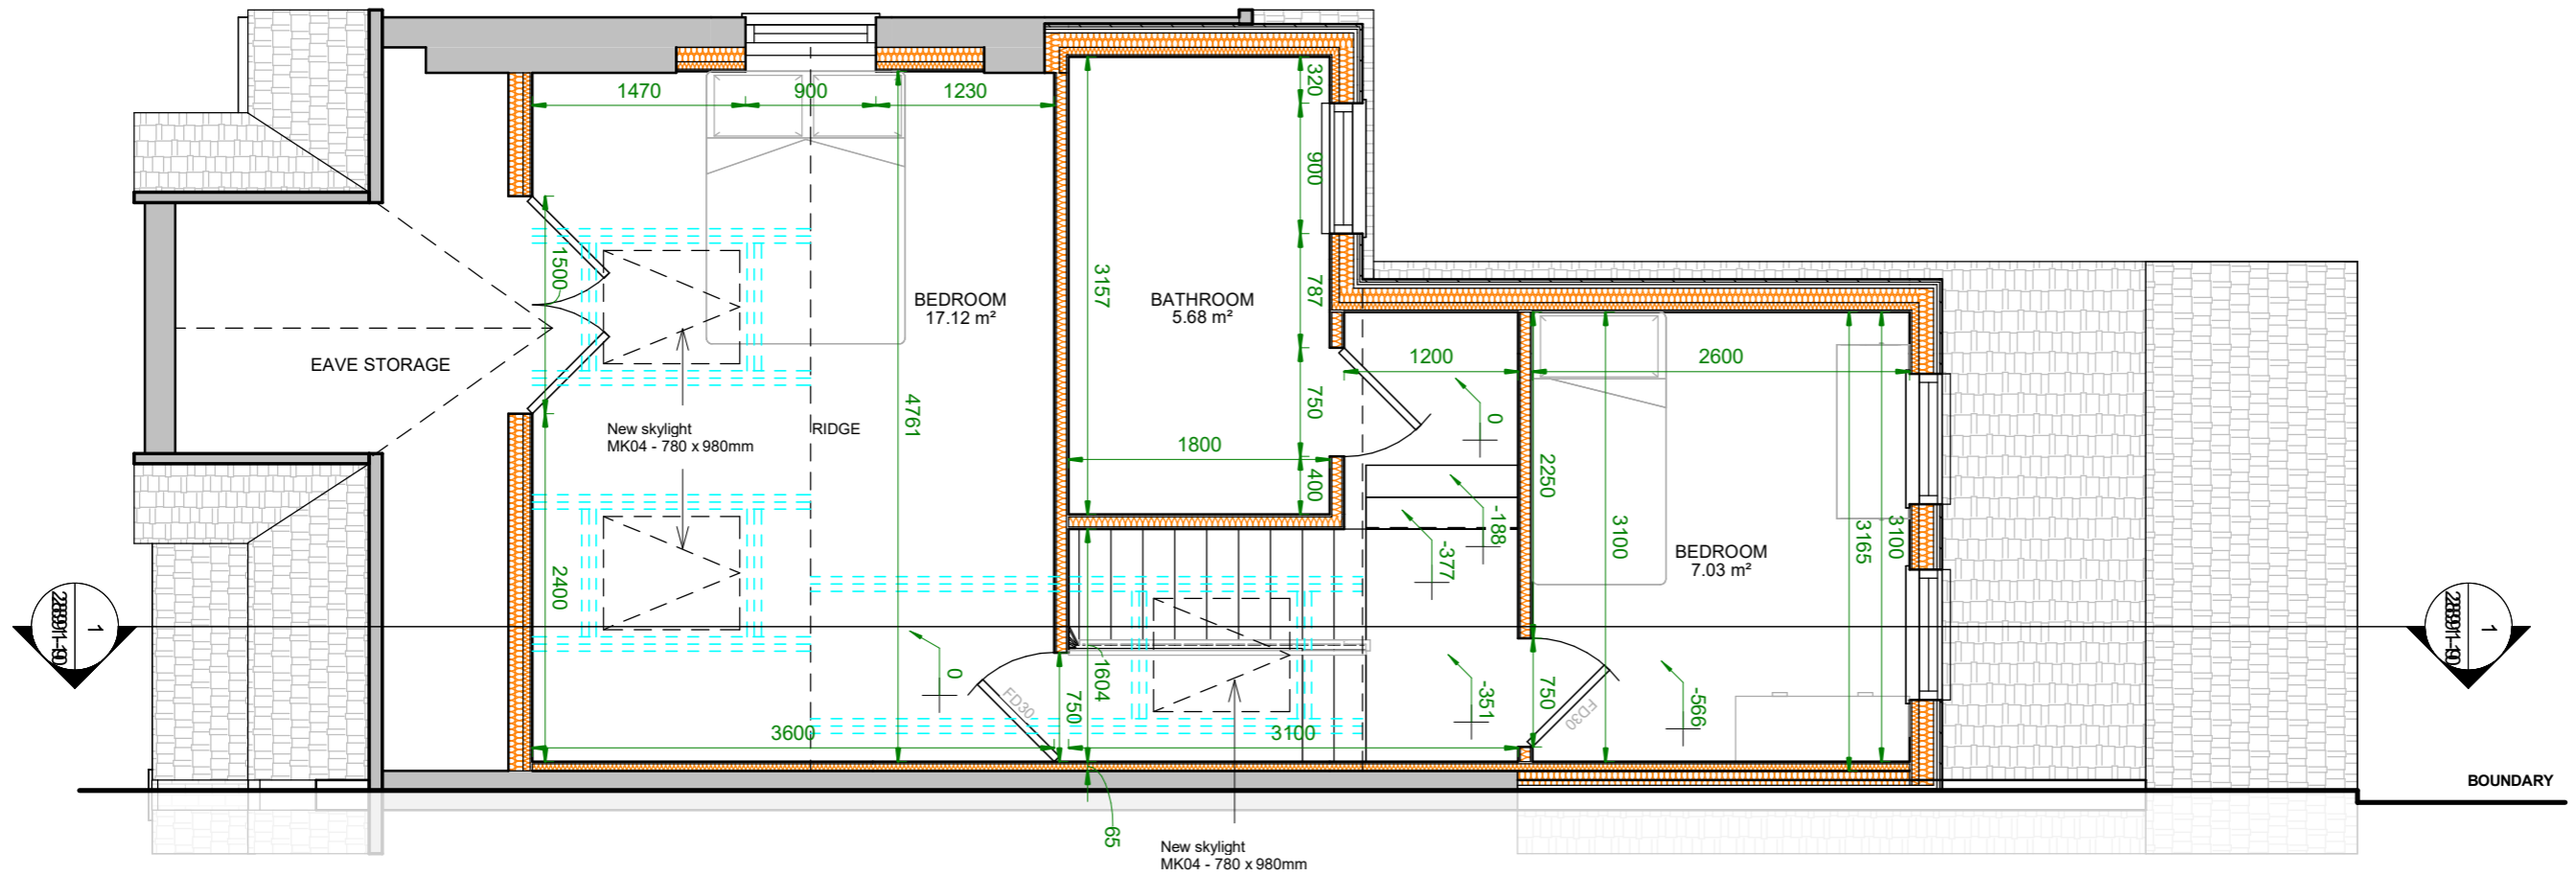 1470
900
1230
320
900
1500
3157
787
BEDROOM
17.12 m²
BATHROOM
5.68 m²
EAVE STORAGE
1200
2600
750
0
4761
New skylight
MK04 - 780 x 980mm
RIDGE
1800
400
2250
-188
-377
3100
3165
3100
BEDROOM
7.03 m²
2400
1
1
0
FD30
750
1604
-351
750
FD30
-566
3600
3100
BOUNDARY
65
New skylight
MK04 - 780 x 980mm